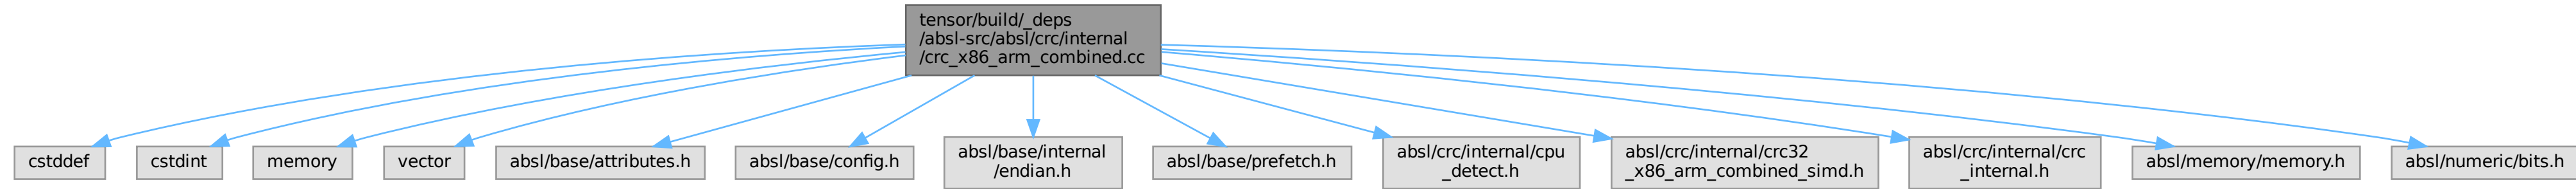 tensor/build/_deps
/absl-src/absl/crc/internal
/crc_x86_arm_combined.cc
cstddef
cstdint
memory
vector
absl/base/attributes.h
absl/base/config.h
absl/base/internal
/endian.h
absl/base/prefetch.h
absl/crc/internal/cpu
_detect.h
absl/crc/internal/crc32
_x86_arm_combined_simd.h
absl/crc/internal/crc
_internal.h
absl/memory/memory.h
absl/numeric/bits.h